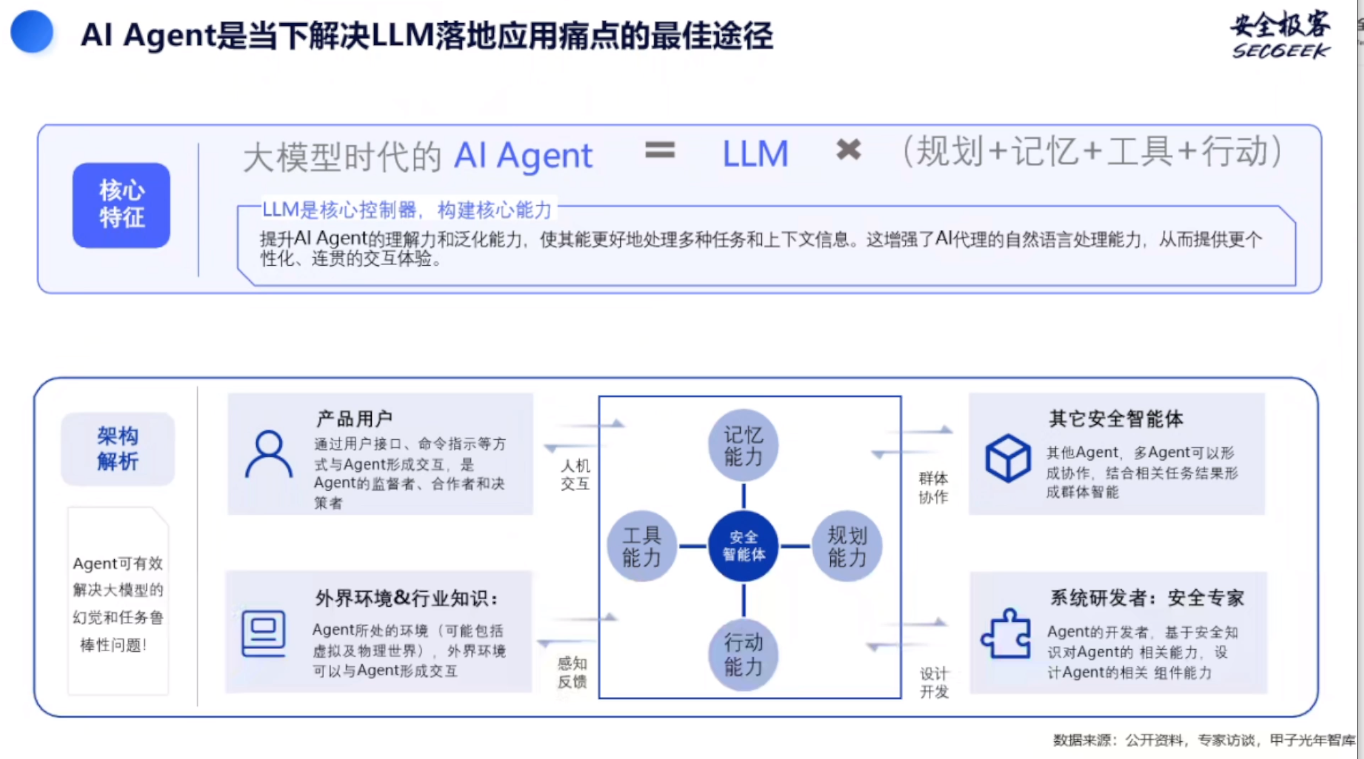 AI Agent是当下解决LLM落地应用痛点的最佳途径
安全极客
SECGEEK
核心
特征
大模型时代的 AI Agent = LLM ✖ （规划+记忆+工具+行动）
LLM是核心控制器，构建核心能力
提升AI Agent的理解力和泛化能力，使其能更好地处理多种任务和上下文信息。这增强了AI代理的自然语言处理能力，从而提供更个
性化、连贯的交互体验。
架构
解析
Agent可有效
解决大模型的
幻觉和任务鲁
棒性问题！
产品用户
通过用户接口、命令指示等方
式与Agent形成交互，是
Agent的监督者、合作者和决
策者
外界环境&行业知识：
Agent所处的环境（可能包括
虚拟及物理世界），外界环境
可以与Agent形成交互
人机
交互
感知
反馈
记忆
能力
工具
能力
安全
智能体
规划
能力
行动
能力
群体
协作
设计
开发
其它安全智能体
其他Agent，多Agent可以形
成协作，结合相关任务结果形
成群体智能
系统研发者：安全专家
Agent的开发者，基于安全知
识对Agent的 相关能力，设
计Agent的相关 组件能力
数据来源：公开资料，专家访谈，甲子光年智库